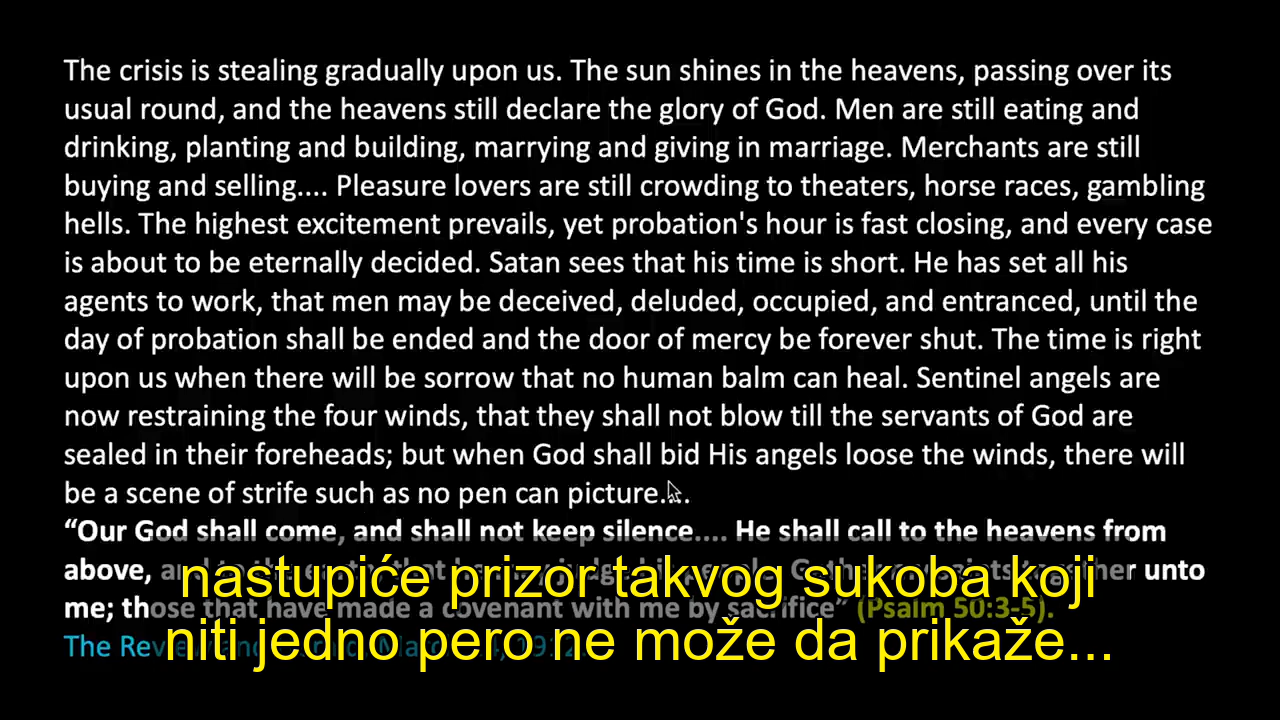 The crisis is stealing gradually upon us. The sun shines in the heavens, passing over its
usual round, and the heavens still declare the glory of God. Men are still eating and
drinking, planting and building, marrying and giving in marriage. Merchants are still
buying and selling.... Pleasure lovers are still crowding to theaters, horse races, gambling
hells. The highest excitement prevails, yet probation's hour is fast closing, and every case
is about to be eternally decided. Satan sees that his time is short. He has set all his
agents to work, that men may be deceived, deluded, occupied, and entranced, until the
day of probation shall be ended and the door of mercy be forever shut. The time is right
upon us when there will be sorrow that no human balm can heal. Sentinel angels are
now restraining the four winds, that they shall not blow till the servants of God are
sealed in their foreheads; but when God shall bid His angels loose the winds, there will
be a scene of strife such as no pen can picture....
“Our God shall come, and shall not keep silence.... He shall call to the heavens from
above, unto
me; those that have made a covenant with me by sacrifice” (Psalm 50:3-5).
The Review
nastupiće prizor takvog sukoba koji
niti jedno pero ne može da prikaže...